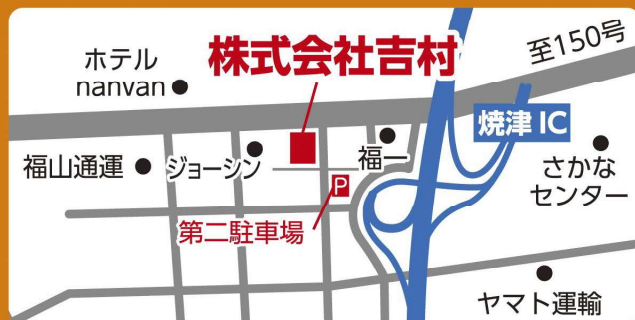 株式会社吉村
至150号
ホテル
nanvan
焼津 IC
福山通運
ジョーシン
福一
さかな
センター
P
第二駐車場
ヤマト運輸